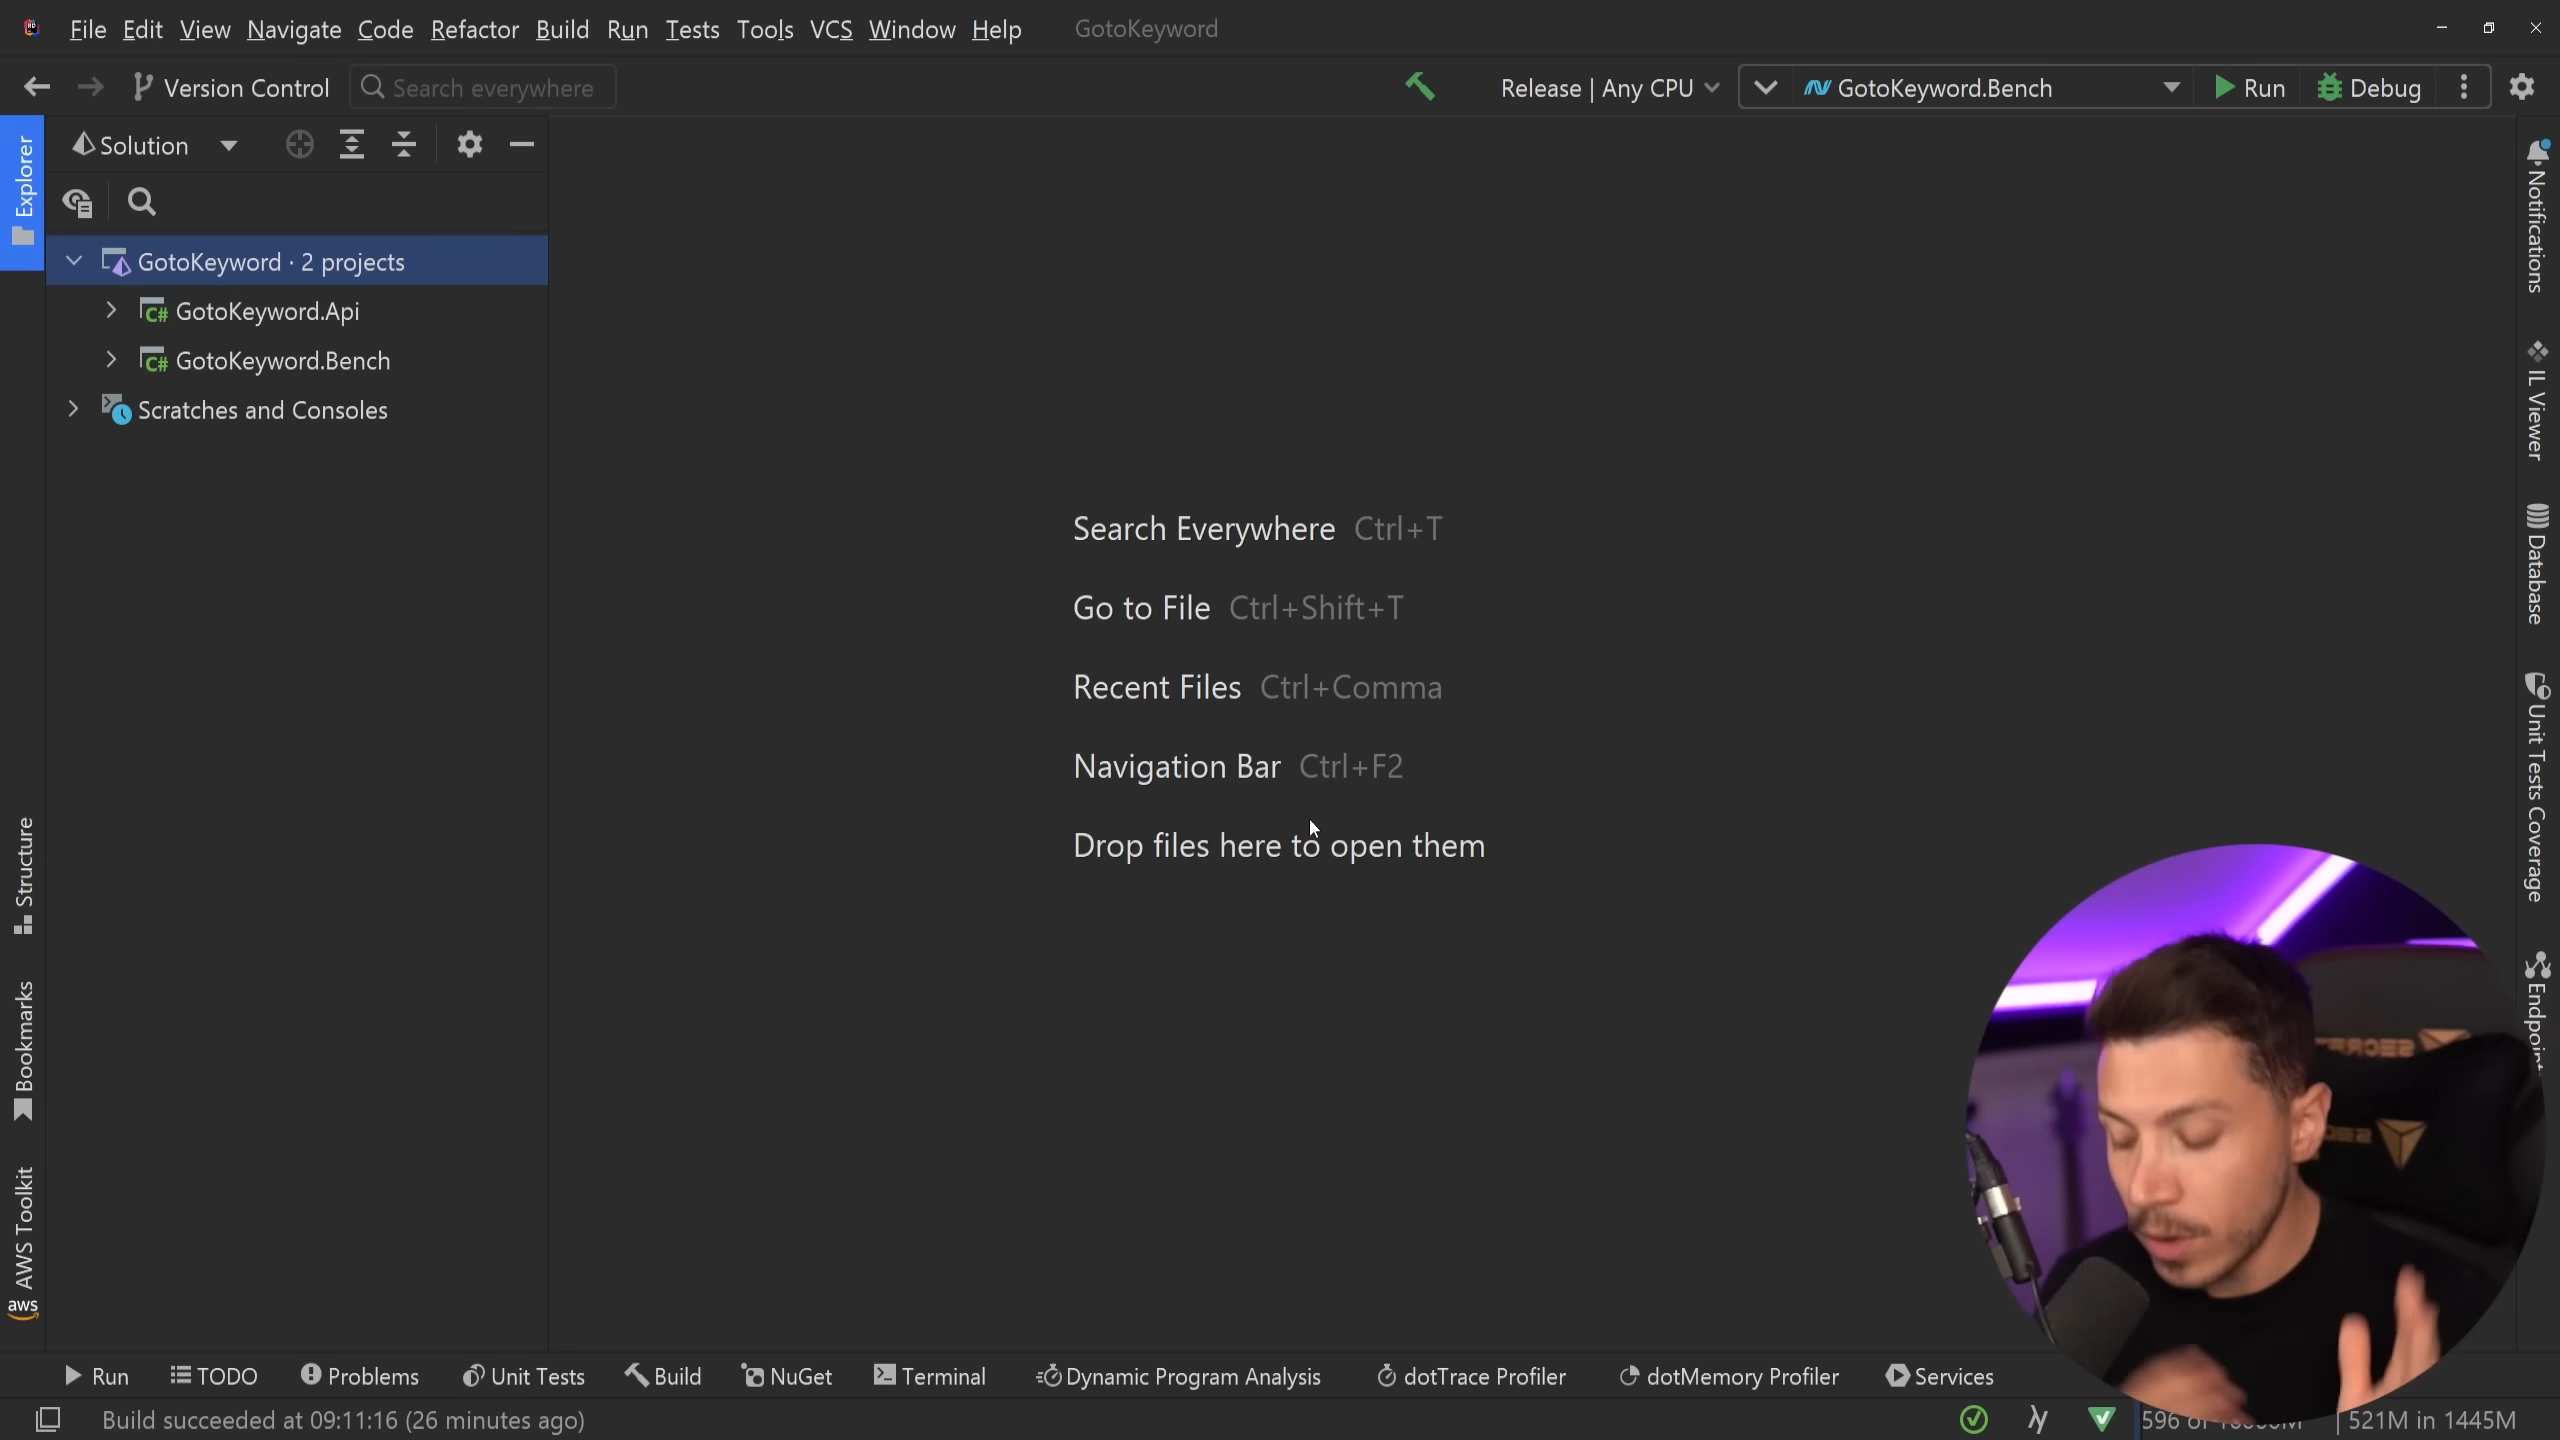 File Edit View Navigate Code Refactor Build Run Tests Tools VCS Window Help GotoKeyword
Version Control Search everywhere Release | Any CPU GotoKeyword.Bench Run Debug
Explorer
Solution
GotoKeyword · 2 projects
GotoKeyword.Api
GotoKeyword.Bench
Scratches and Consoles
Structure
Bookmarks
AWS Toolkit
aws
Search Everywhere Ctrl+T
Go to File Ctrl+Shift+T
Recent Files Ctrl+Comma
Navigation Bar Ctrl+F2
Drop files here to open them
Notifications
IL Viewer
Database
Unit Tests Coverage
Run TODO Problems Unit Tests Build NuGet Terminal Dynamic Program Analysis dotTrace Profiler dotMemory Profiler Services
Build succeeded at 09:11:16 (26 minutes ago) 596 521M in 1445M